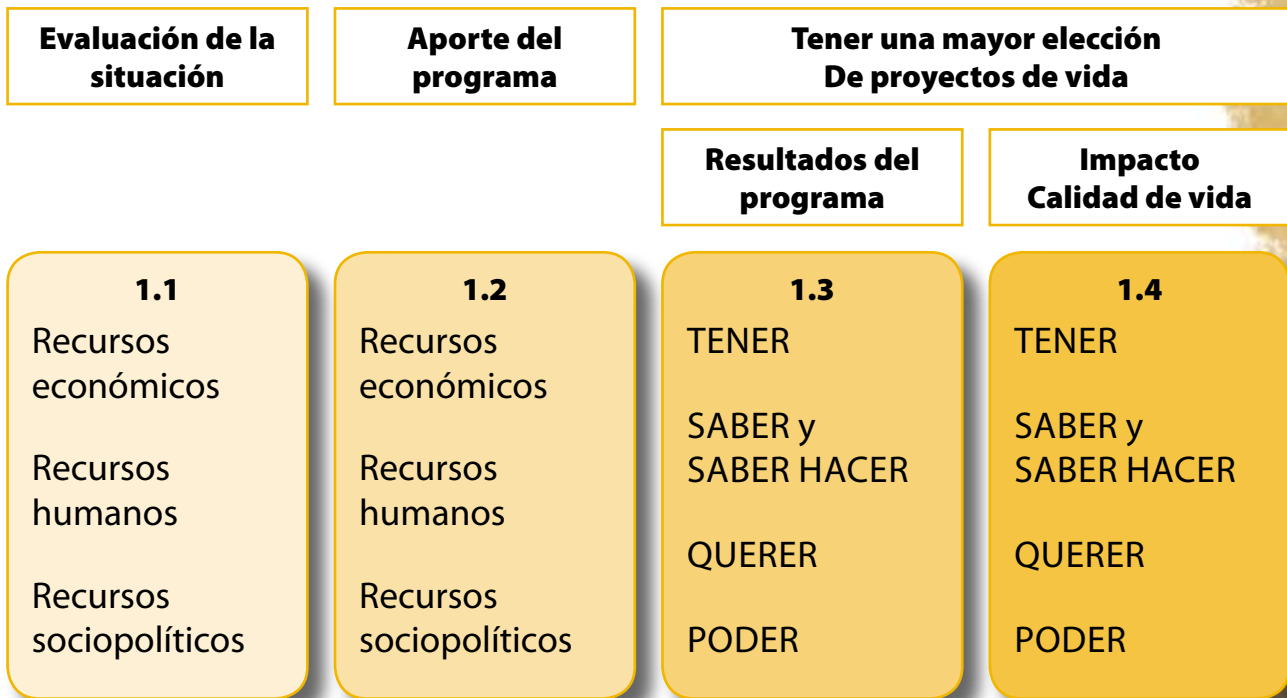 Evaluación de la
situación
Aporte del
programa
Tener una mayor elección
De proyectos de vida
Resultados del
programa
Impacto
Calidad de vida
1.1
Recursos
económicos
Recursos
humanos
Recursos
sociopolíticos
1.2
Recursos
económicos
Recursos
humanos
Recursos
sociopolíticos
1.3
TENER
SABER y
SABER HACER
QUERER
PODER
1.4
TENER
SABER y
SABER HACER
QUERER
PODER